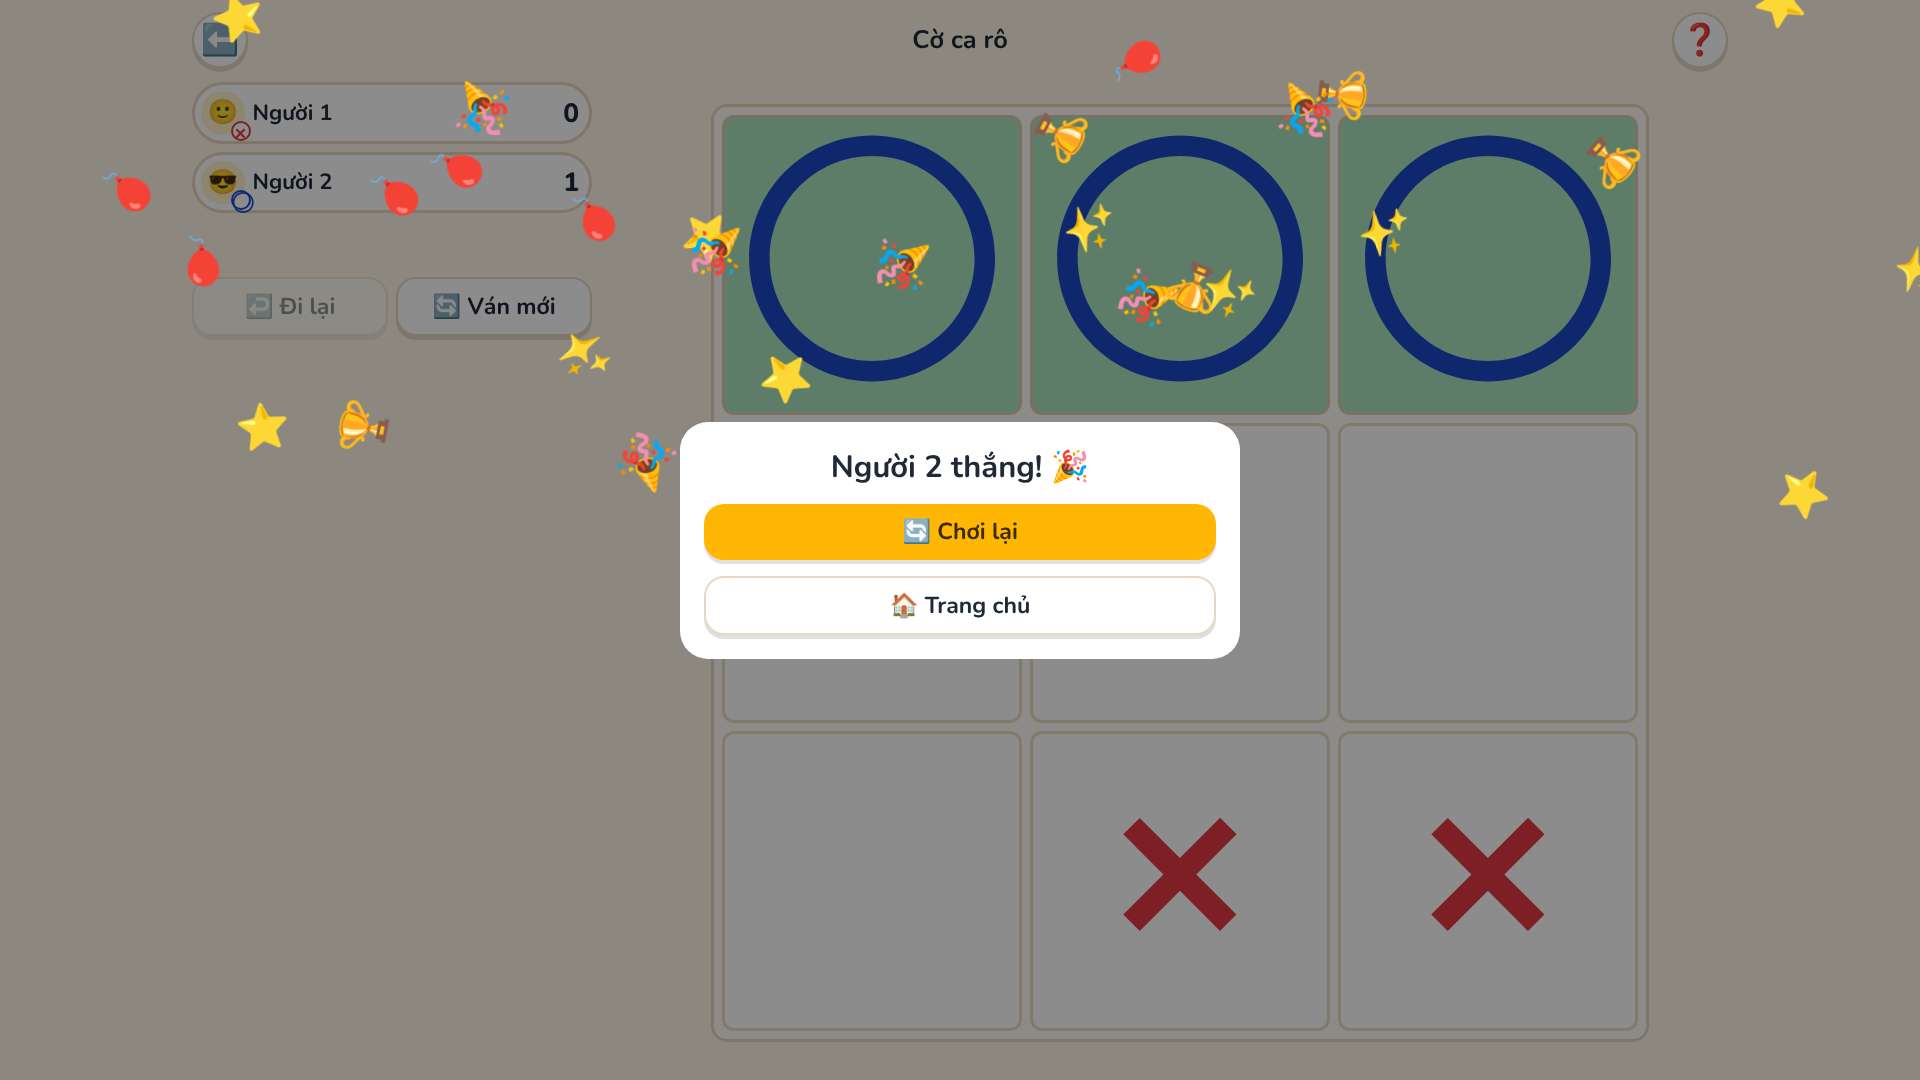 Cờ ca rô
Người 1 0
Người 2 1
Đi lại
Ván mới
Người 2 thắng!
Chơi lại
Trang chủ